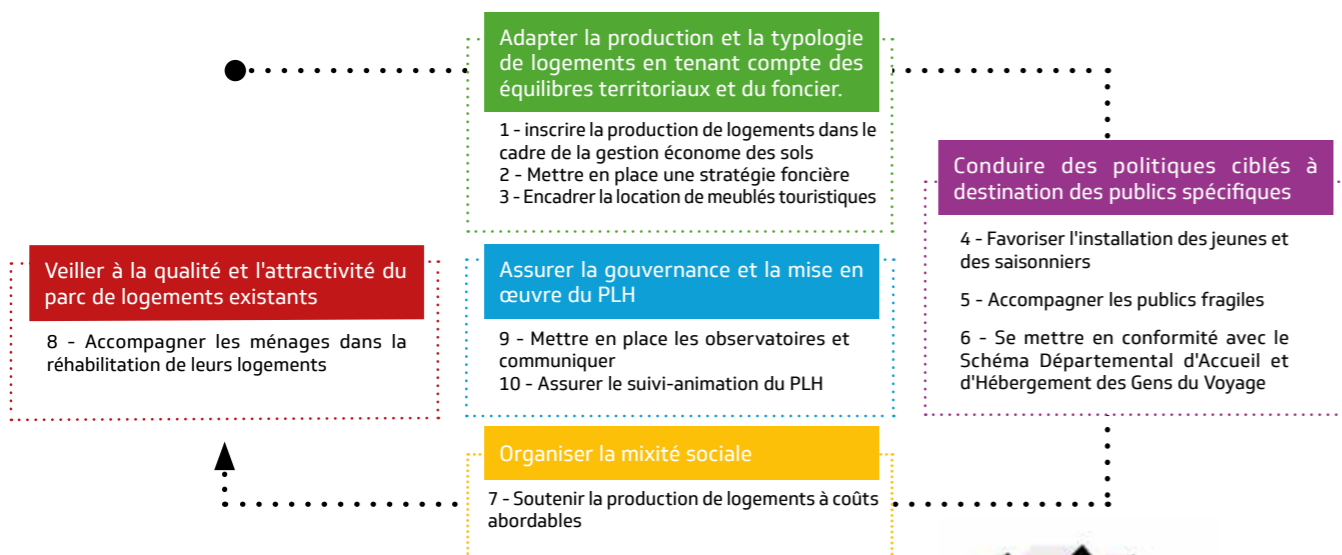 Adapter la production et la typologie
de logements en tenant compte des
équilibres territoriaux et du foncier.
1 - inscrire la production de logements dans le
cadre de la gestion économe des sols
2 - Mettre en place une stratégie foncière
3 - Encadrer la location de meublés touristiques
Conduire des politiques ciblés à
destination des publics spécifiques
4 - Favoriser l'installation des jeunes et
des saisonniers
5 - Accompagner les publics fragiles
6 - Se mettre en conformité avec le
Schéma Départemental d'Accueil et
d'Hébergement des Gens du Voyage
Veiller à la qualité et l'attractivité du
parc de logements existants
8 - Accompagner les ménages dans la
réhabilitation de leurs logements
Assurer la gouvernance et la mise en
œuvre du PLH
9 - Mettre en place les observatoires et
communiquer
10 - Assurer le suivi-animation du PLH
Organiser la mixité sociale
7 - Soutenir la production de logements à coûts
abordables